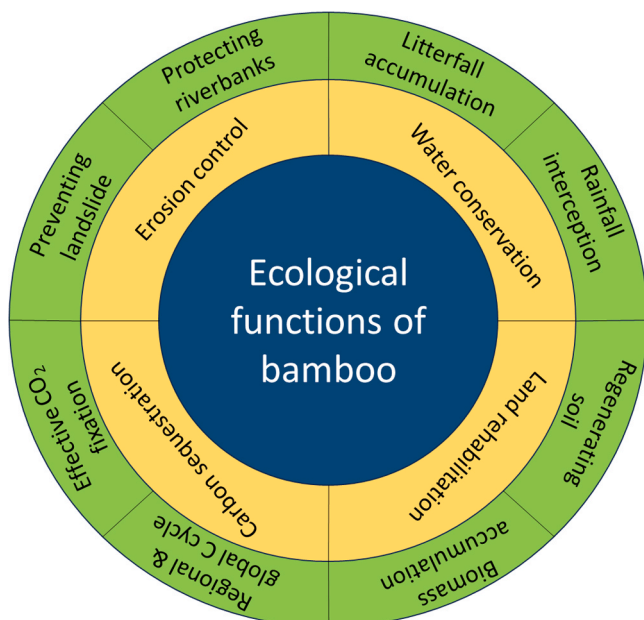 Ecological
functions of
bamboo
Erosion control
Water conservation
Land rehabilitation
Carbon sequestration
Protecting
riverbanks
Litterfall
accumulation
Rainfall
interception
Regenerating
soil
Biomass
accumulation
Regional &
global C cycle
Effective CO₂
fixation
Preventing
landslide